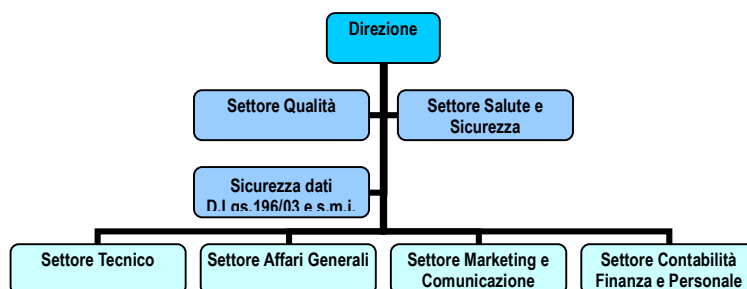 Direzione
Settore Qualità
Settore Salute e
Sicurezza
Sicurezza dati
D.Lgs.196/03 e s.m.i.
Settore Tecnico
Settore Affari Generali
Settore Marketing e
Comunicazione
Settore Contabilità
Finanza e Personale